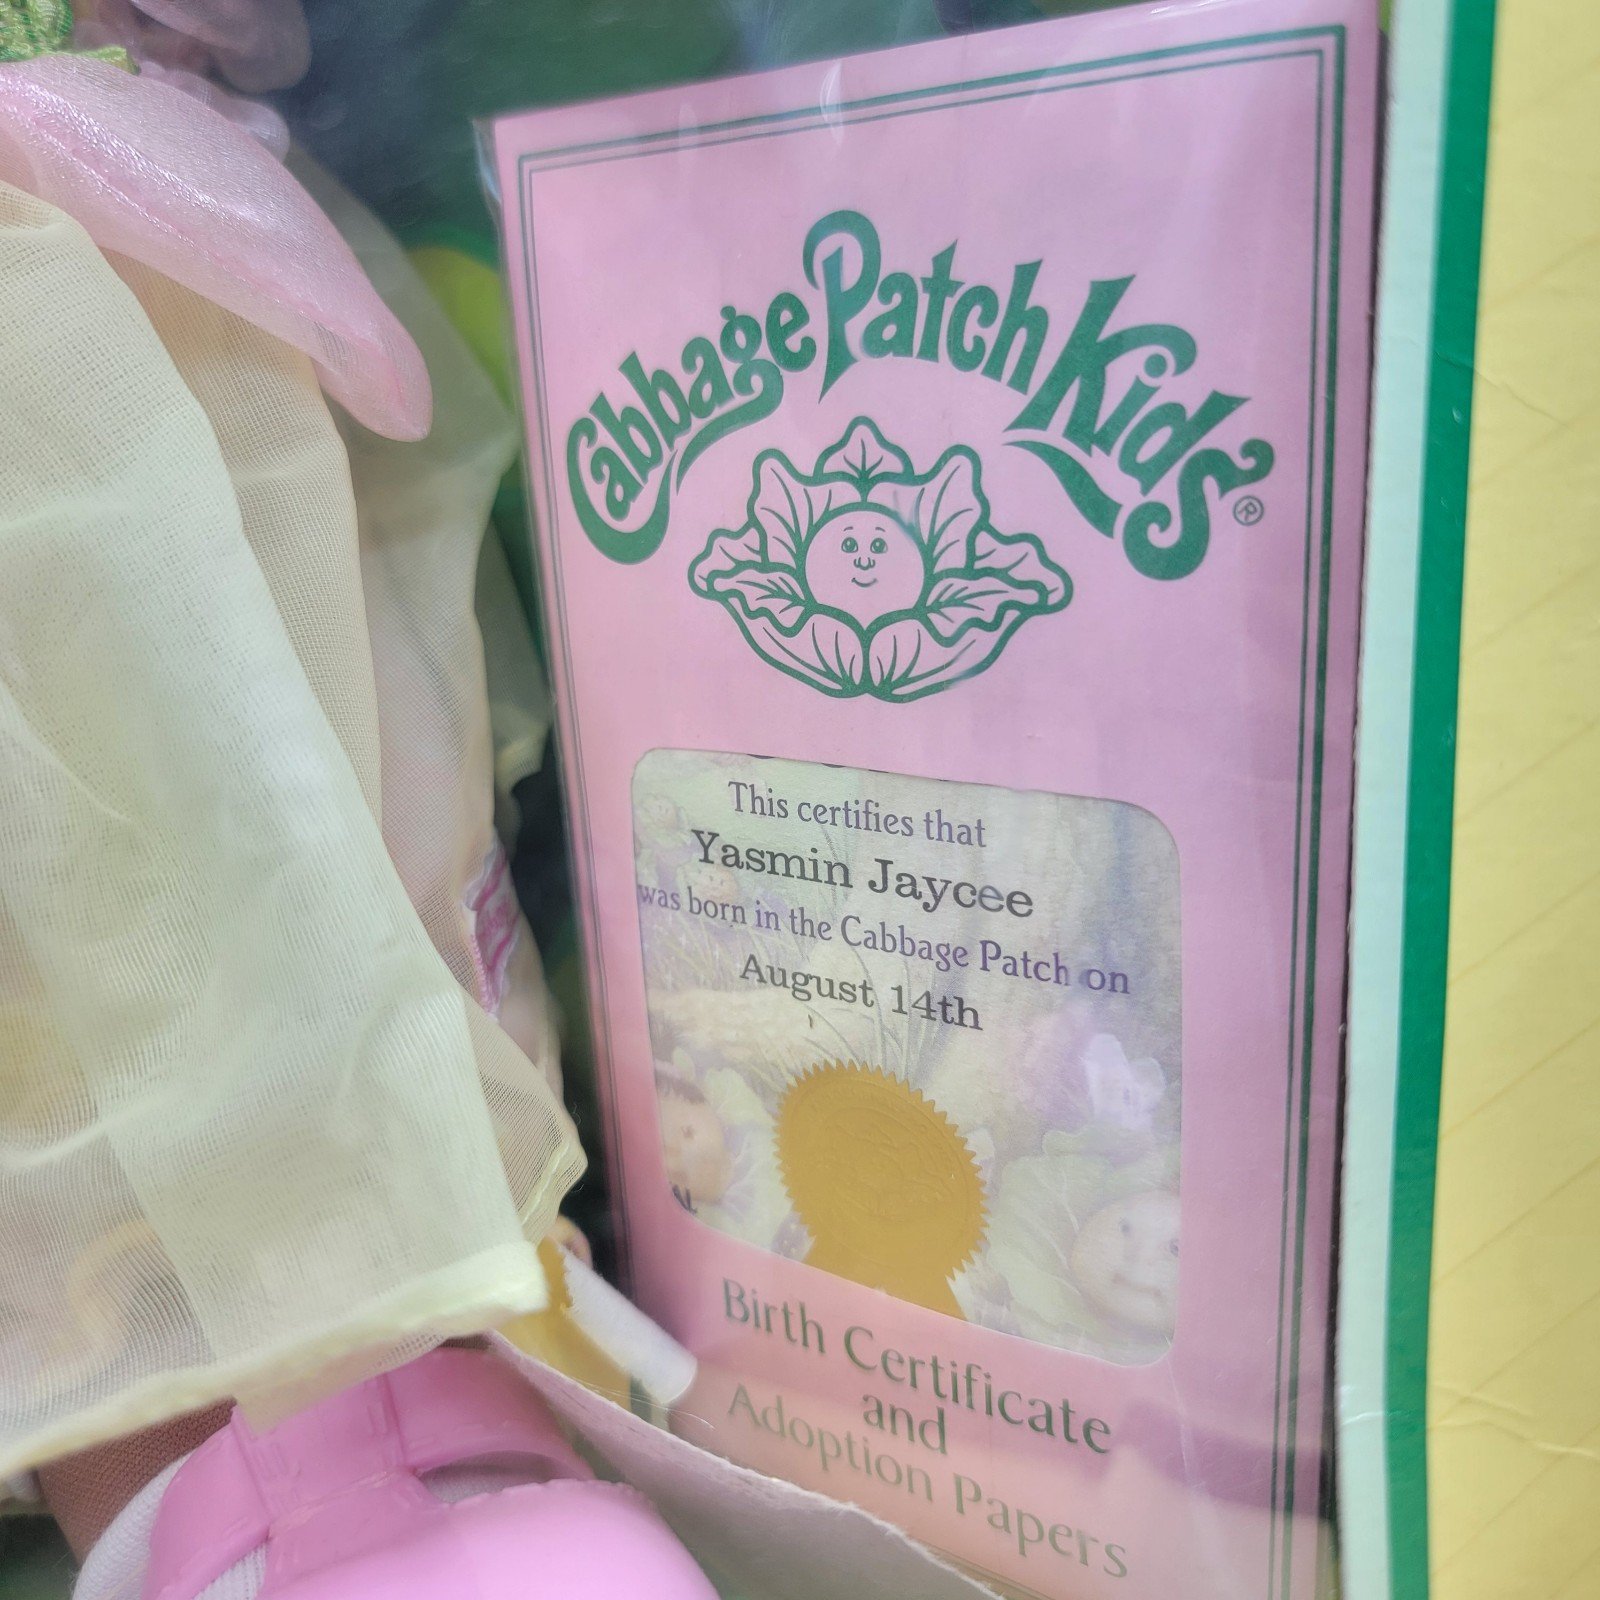 Cabbage Patch Kids®
This certifies that
Yasmin Jaycee
was born in the Cabbage Patch on
August 14th
Birth Certificate
and
Adoption Papers